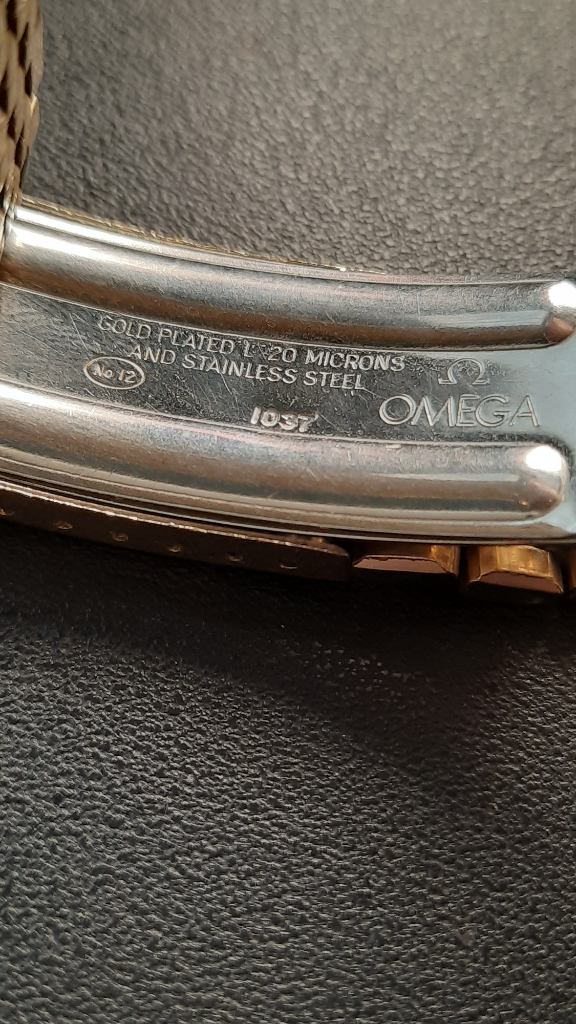 GOLD PLATED L 20 MICRONS
AND STAINLESS STEEL
No 12
1037
Ω
OMEGA